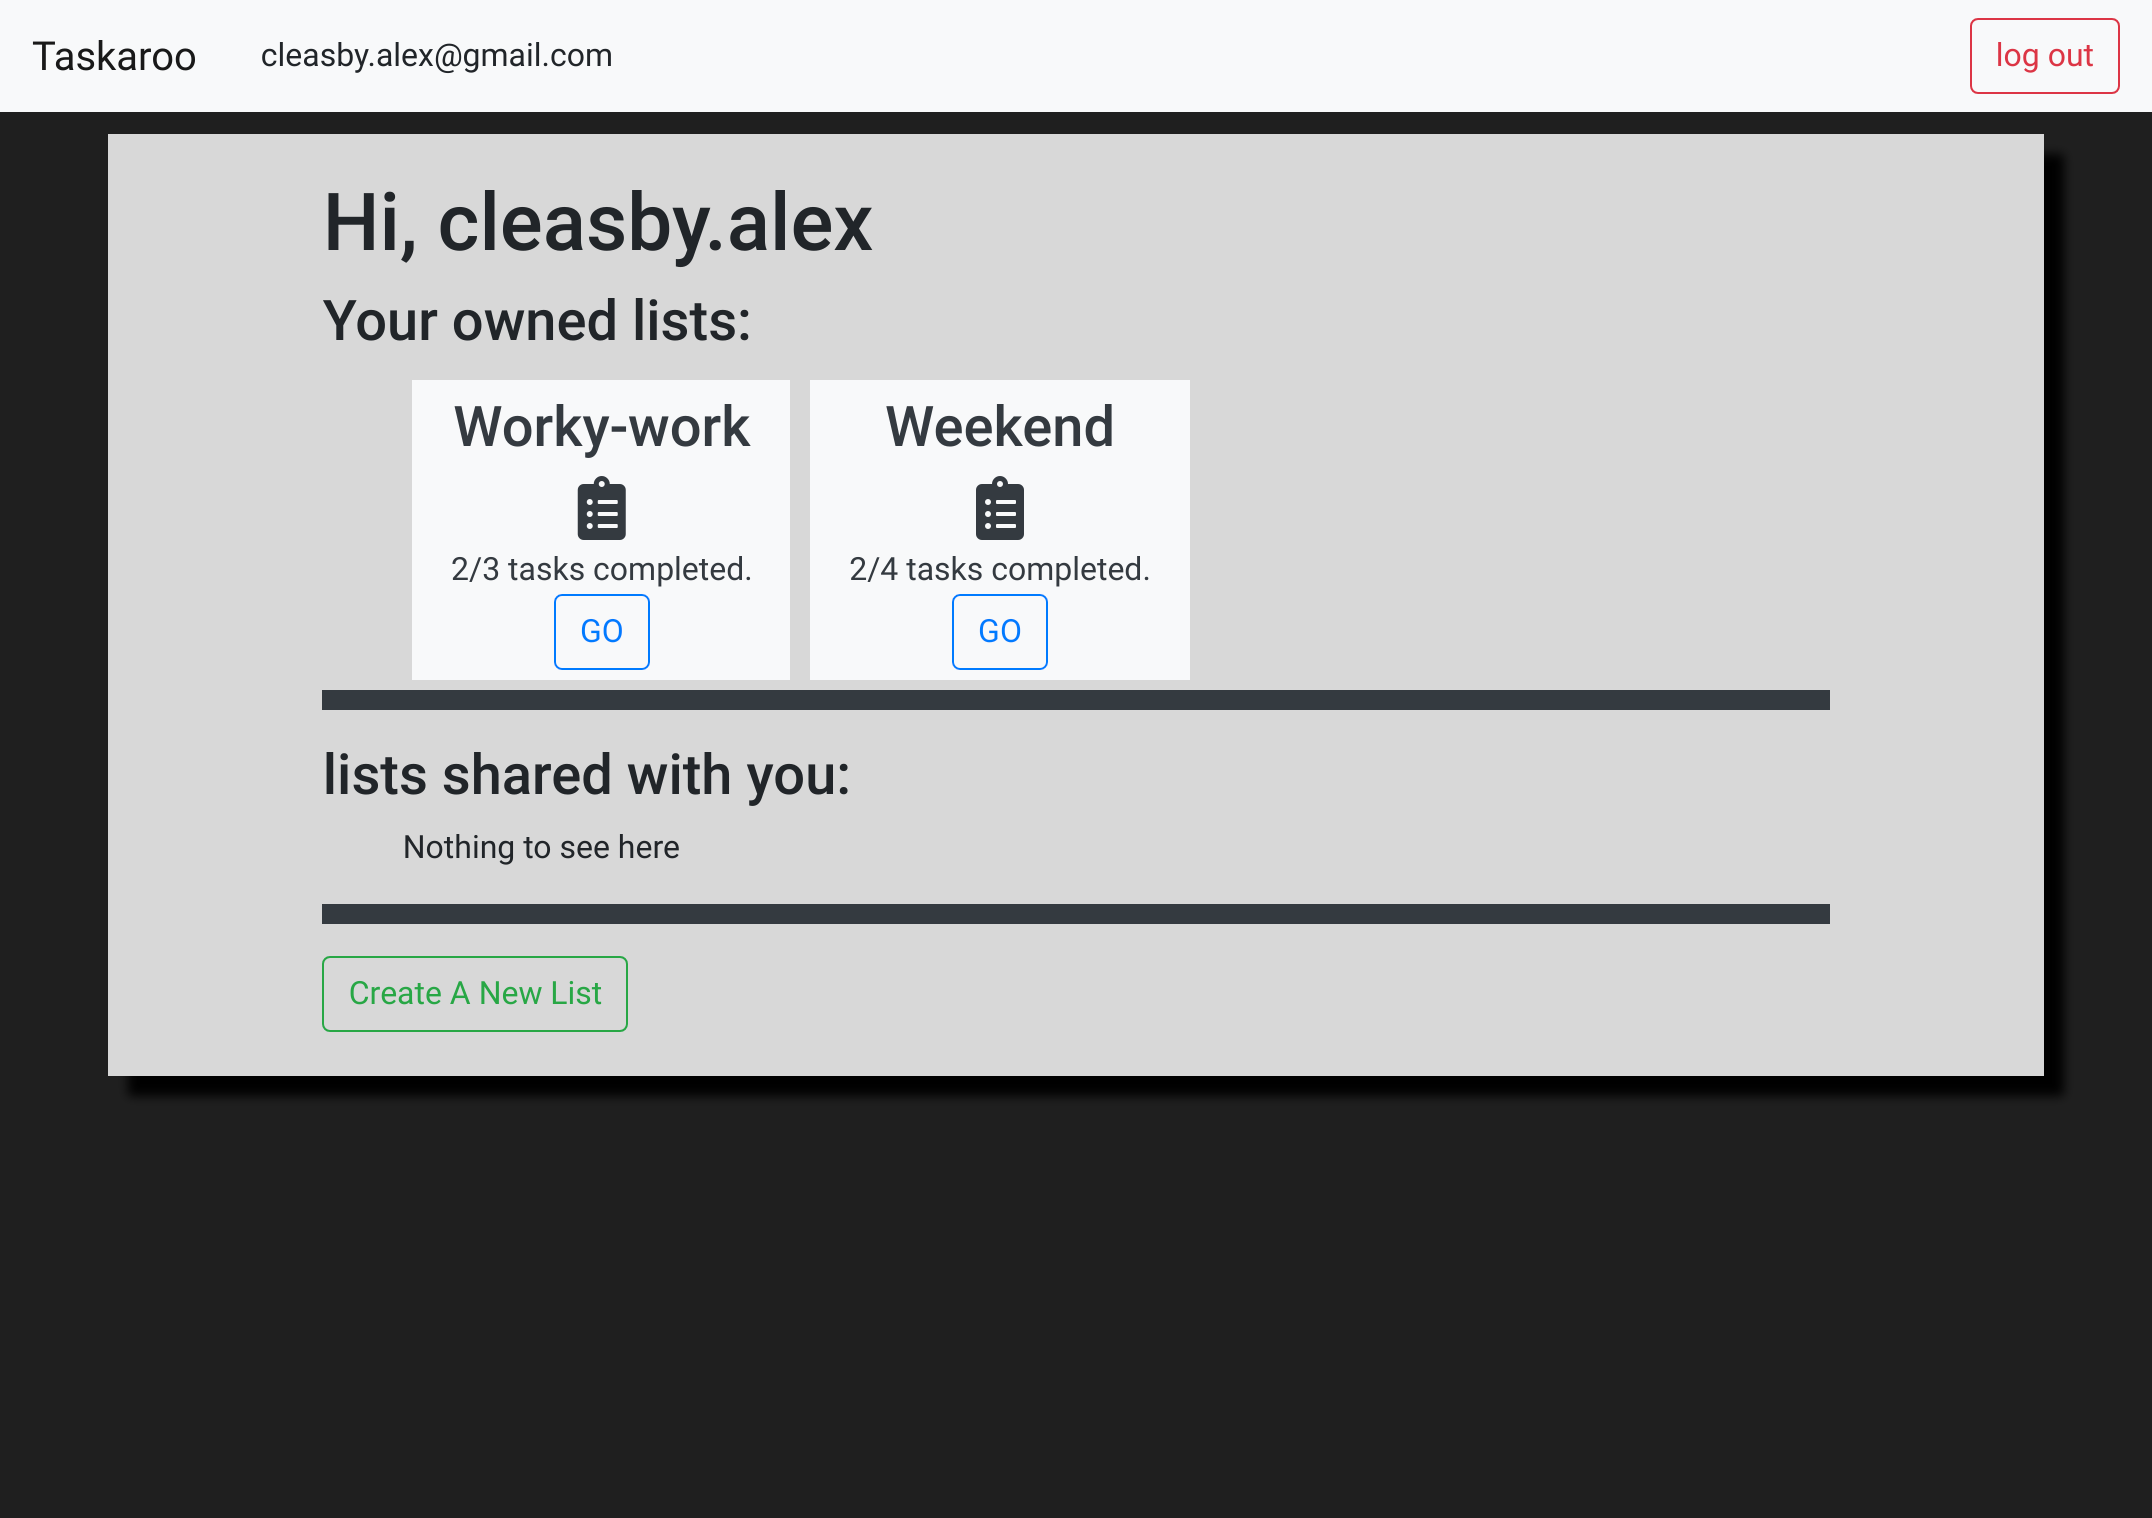 Taskaroo cleasby.alex@gmail.com log out
Hi, cleasby.alex
Your owned lists:
Worky-work
2/3 tasks completed.
GO
Weekend
2/4 tasks completed.
GO
lists shared with you:
Nothing to see here
Create A New List